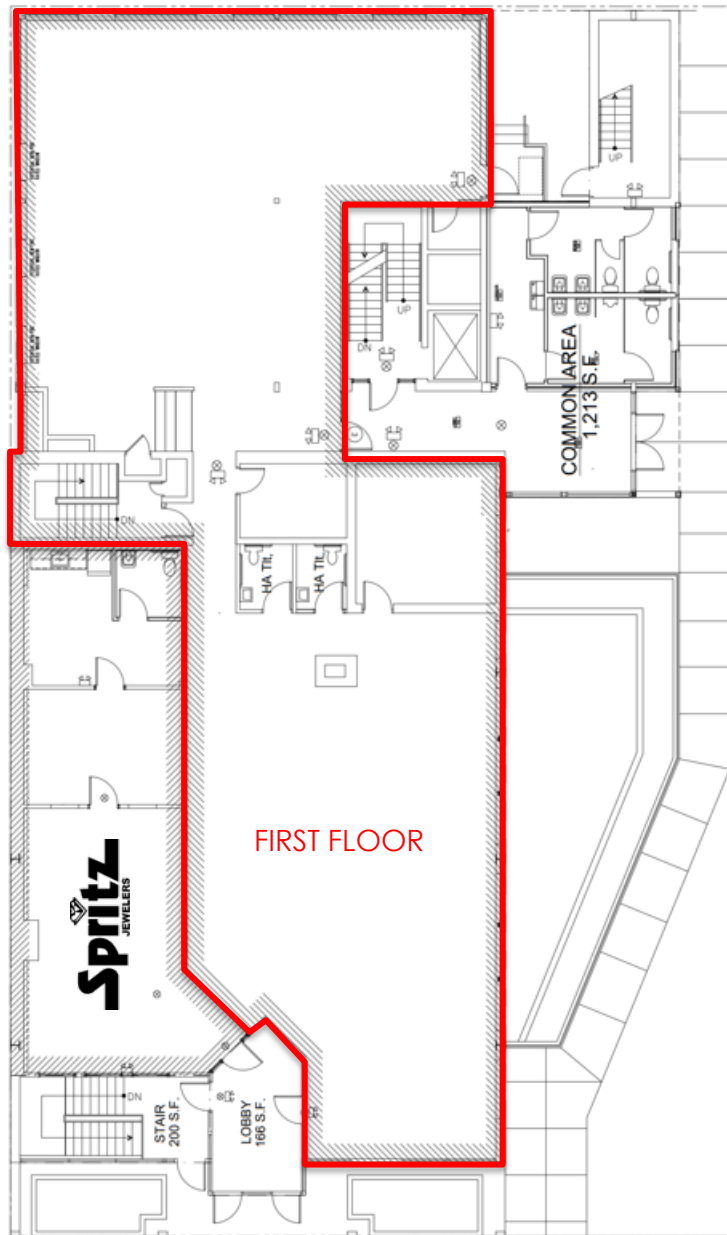 UP
UP
DN
COMMON AREA
1,213 S.F.
DN
HA Tlt.
HA Tlt.
FIRST FLOOR
Spritz
JEWELERS
DN
STAIR
200 S.F.
LOBBY
166 S.F.